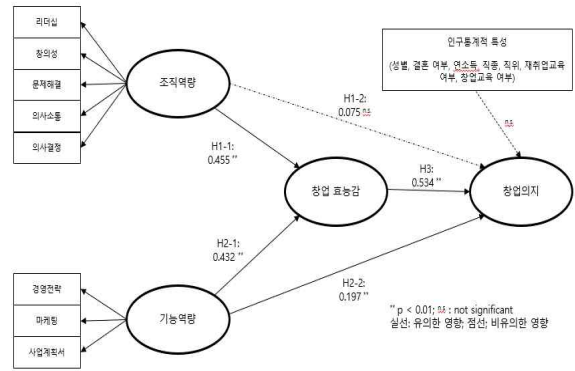 리더십
창의성
문제해결
의사소통
의사결정
조직역량
인구통계적 특성
(성별, 결혼 여부, 연소득, 직종, 직위, 재취업교육
여부, 창업교육 여부)
H1-2:
0.075 n.s
n.s
H1-1:
0.455 **
창업 효능감
H3:
0.534 **
창업의지
H2-1:
0.432 **
H2-2:
0.197 **
경영전략
마케팅
사업계획서
기능역량
** p < 0.01; n.s : not significant
실선: 유의한 영향; 점선; 비유의한 영향